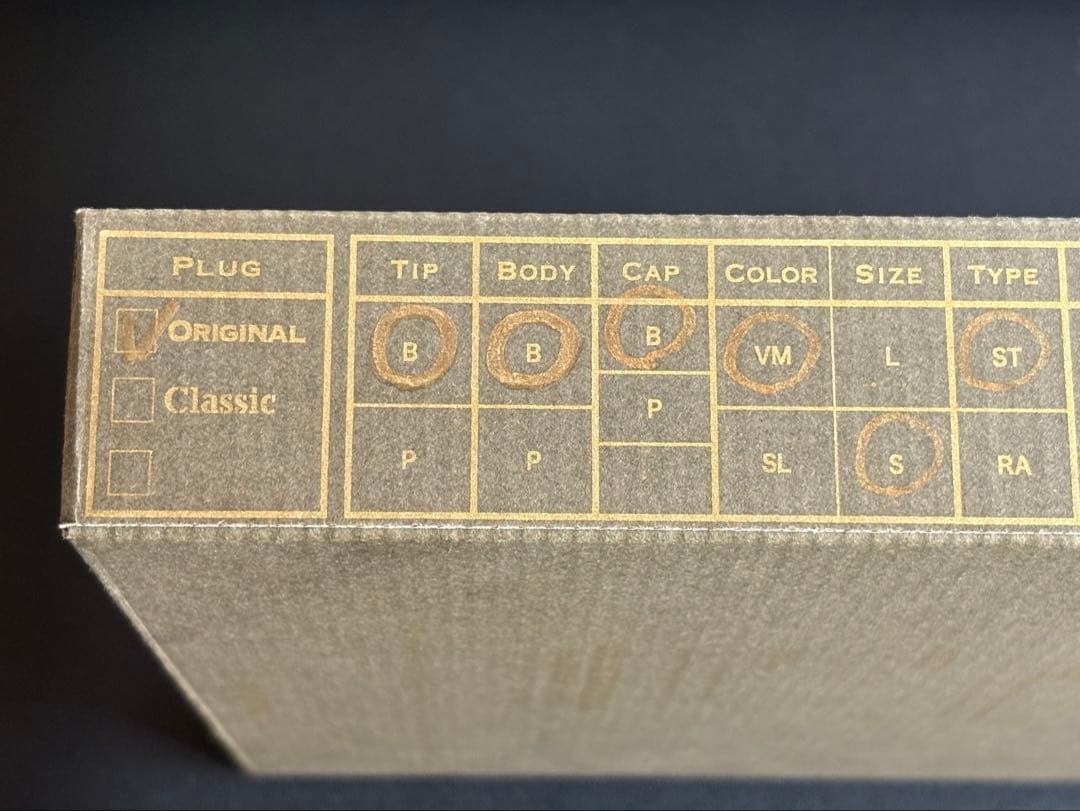 PLUG
ORIGINAL
Classic
TIP BODY CAP COLOR SIZE TYPE
B B B VM L ST
P P P SL S RA